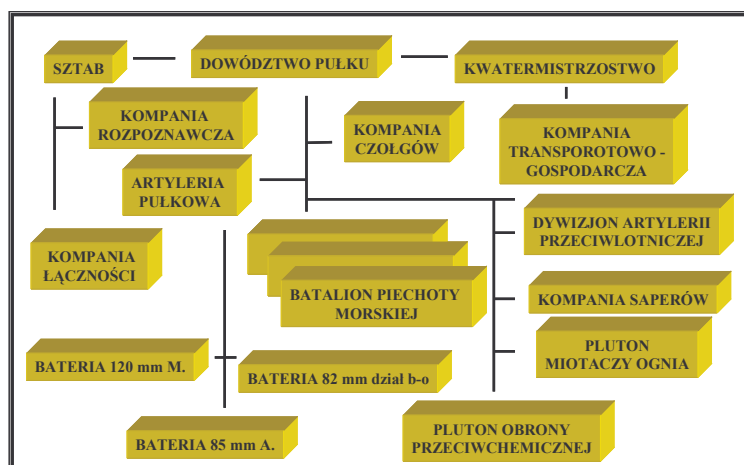 SZTAB
DOWÓDZTWO PUŁKU
KWATERMISTRZOSTWO
KOMPANIA
ROZPOZNAWCZA
KOMPANIA
CZOŁGÓW
KOMPANIA
TRANSPOROTOWO -
GOSPODARCZA
ARTYLERIA
PUŁKOWA
DYWIZJON ARTYLERII
PRZECIWLOTNICZEJ
KOMPANIA
ŁĄCZNOŚCI
BATALION PIECHOTY
MORSKIEJ
KOMPANIA SAPERÓW
PLUTON
MIOTACZY OGNIA
BATERIA 120 mm M.
BATERIA 82 mm dział b-o
BATERIA 85 mm A.
PLUTON OBRONY
PRZECIWCHEMICZNEJ